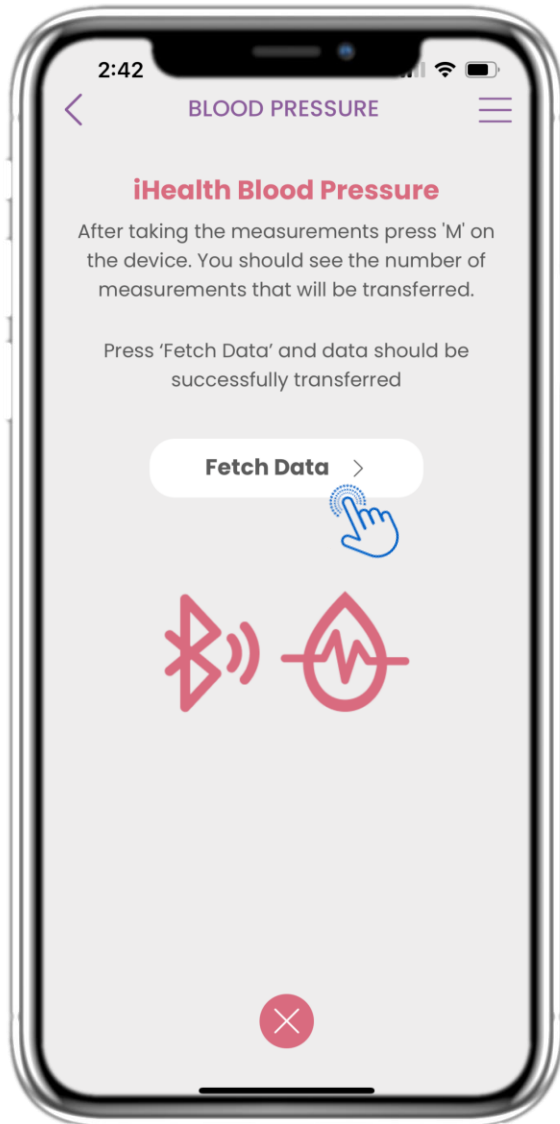 2:42
BLOOD PRESSURE
iHealth Blood Pressure
After taking the measurements press 'M' on
the device. You should see the number of
measurements that will be transferred.
Press ‘Fetch Data’ and data should be
successfully transferred
Fetch Data